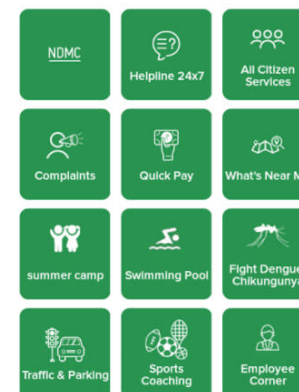 NDMC
Helpline 24x7
All Citizen
Services
Complaints
Quick Pay
What's Near M
summer camp
Swimming Pool
Fight Dengue
Chikunguny
Traffic & Parking
Sports
Coaching
Employee
Corner